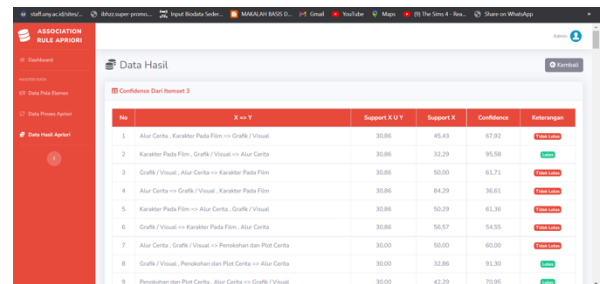 staff.uny.ac.id/sites/...
ibhzz.super-promo...
Input Biodata Seder...
MAKALAH BASIS D...
Gmail
YouTube
Maps
(9) The Sims 4 - Rea...
Share on WhatsApp
ASSOCIATION
RULE APRIORI
Admin
Dashboard
MASTER DATA
Data Pola Elemen
Data Proses Apriori
Data Hasil Apriori
Data Hasil
Kembali
Confidence Dari Itemset 3
No X => Y Support X U Y Support X Confidence Keterangan
1 Alur Cerita , Karakter Pada Film => Grafik / Visual 30,86 45,43 67,92 Tidak Lolos
2 Karakter Pada Film , Grafik / Visual => Alur Cerita 30,86 32,29 95,58 Lolos
3 Grafik / Visual , Alur Cerita => Karakter Pada Film 30,86 50,00 61,71 Tidak Lolos
4 Alur Cerita => Grafik / Visual , Karakter Pada Film 30,86 84,29 36,61 Tidak Lolos
5 Karakter Pada Film => Alur Cerita , Grafik / Visual 30,86 50,29 61,36 Tidak Lolos
6 Grafik / Visual => Karakter Pada Film , Alur Cerita 30,86 56,57 54,55 Tidak Lolos
7 Alur Cerita , Grafik / Visual => Penokohan dan Plot Cerita 30,00 50,00 60,00 Tidak Lolos
8 Grafik / Visual , Penokohan dan Plot Cerita => Alur Cerita 30,00 32,86 91,30 Lolos
9 Penokohan dan Plot Cerita , Alur Cerita => Grafik / Visual 30,00 42,29 70,95 Lolos